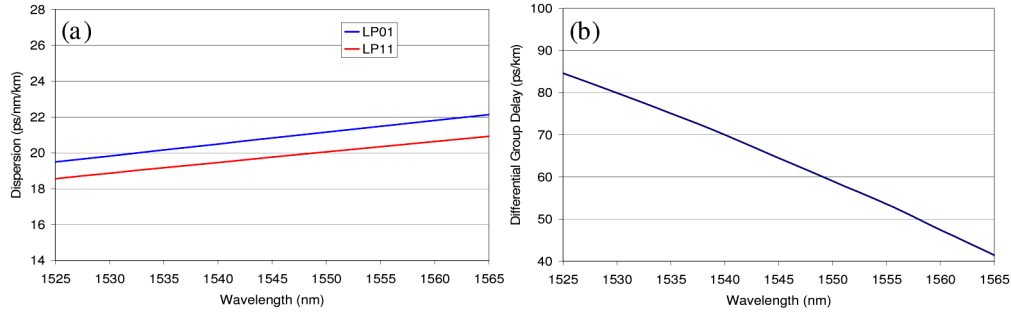 (a)
LP01
LP11
Dispersion (ps/nm/km)
28
26
24
22
20
18
16
14
1525 1530 1535 1540 1545 1550 1555 1560 1565
Wavelength (nm)
(b)
Differential Group Delay (ps/km)
100
90
80
70
60
50
40
1525 1530 1535 1540 1545 1550 1555 1560 1565
Wavelength (nm)